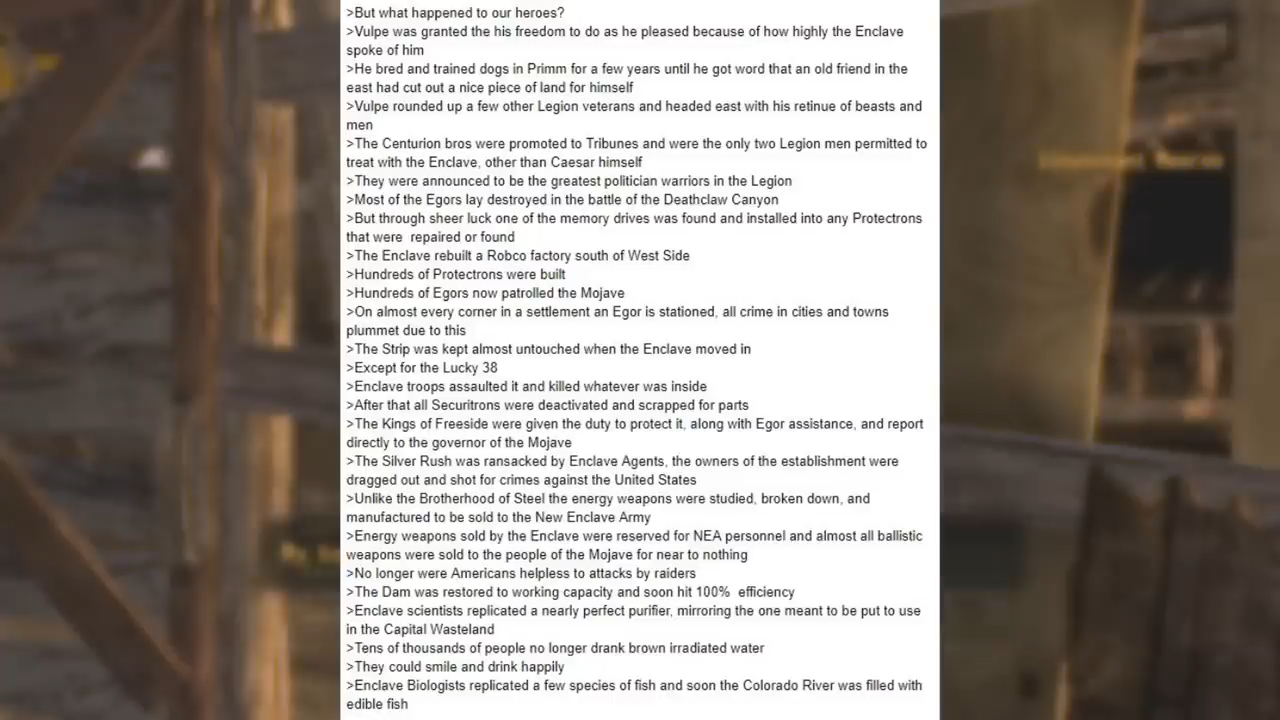 >But what happened to our heroes?
>Vulpe was granted the his freedom to do as he pleased because of how highly the Enclave
spoke of him
>He bred and trained dogs in Primm for a few years until he got word that an old friend in the
east had cut out a nice piece of land for himself
>Vulpe rounded up a few other Legion veterans and headed east with his retinue of beasts and
men
>The Centurion bros were promoted to Tribunes and were the only two Legion men permitted to
treat with the Enclave, other than Caesar himself
>They were announced to be the greatest politician warriors in the Legion
>Most of the Egors lay destroyed in the battle of the Deathclaw Canyon
>But through sheer luck one of the memory drives was found and installed into any Protectrons
that were  repaired or found
>The Enclave rebuilt a Robco factory south of West Side
>Hundreds of Protectrons were built
>Hundreds of Egors now patrolled the Mojave
>On almost every corner in a settlement an Egor is stationed, all crime in cities and towns
plummet due to this
>The Strip was kept almost untouched when the Enclave moved in
>Except for the Lucky 38
>Enclave troops assaulted it and killed whatever was inside
>After that all Securitrons were deactivated and scrapped for parts
>The Kings of Freeside were given the duty to protect it, along with Egor assistance, and report
directly to the governor of the Mojave
>The Silver Rush was ransacked by Enclave Agents, the owners of the establishment were
dragged out and shot for crimes against the United States
>Unlike the Brotherhood of Steel the energy weapons were studied, broken down, and
manufactured to be sold to the New Enclave Army
>Energy weapons sold by the Enclave were reserved for NEA personnel and almost all ballistic
weapons were sold to the people of the Mojave for near to nothing
>No longer were Americans helpless to attacks by raiders
>The Dam was restored to working capacity and soon hit 100%  efficiency
>Enclave scientists replicated a nearly perfect purifier, mirroring the one meant to be put to use
in the Capital Wasteland
>Tens of thousands of people no longer drank brown irradiated water
>They could smile and drink happily
>Enclave Biologists replicated a few species of fish and soon the Colorado River was filled with
edible fish